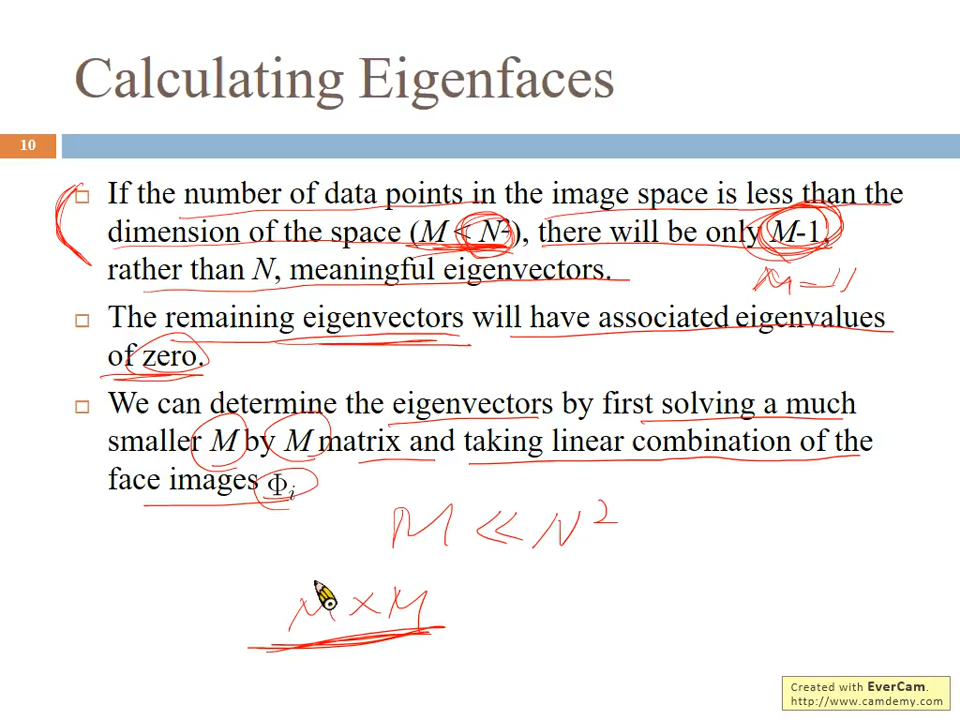 Calculating Eigenfaces
10
If the number of data points in the image space is less than the
dimension of the space (M < N²), there will be only M-1,
rather than N, meaningful eigenvectors.
The remaining eigenvectors will have associated eigenvalues
of zero.
We can determine the eigenvectors by first solving a much
smaller M by M matrix and taking linear combination of the
face images Φi
M ≪ N²
M × M
Created with EverCam.
http://www.camdemy.com